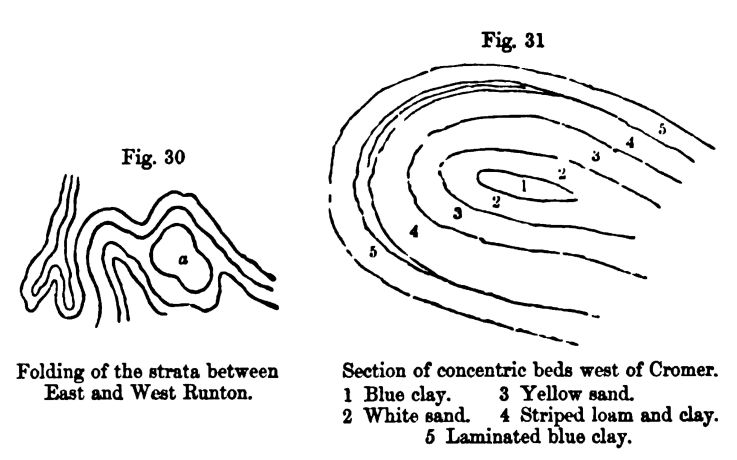 Fig. 30
a
Folding of the strata between
East and West Runton.
Fig. 31
5
4
3
2
1
2
3
4
5
Section of concentric beds west of Cromer.
1 Blue clay. 3 Yellow sand.
2 White sand. 4 Striped loam and clay.
5 Laminated blue clay.